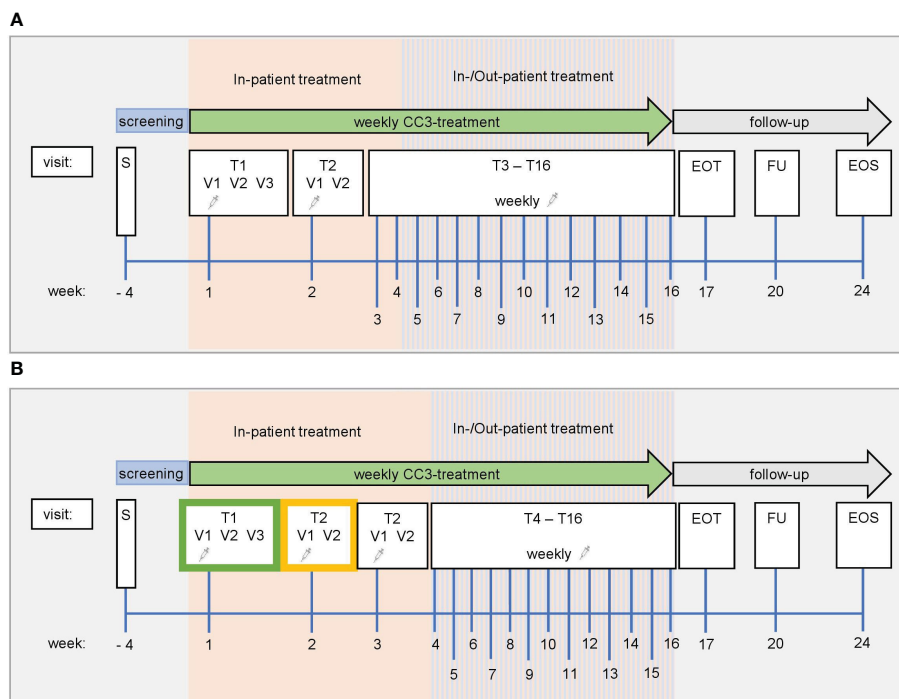 A
In-patient treatment
In-/Out-patient treatment
screening
weekly CC3-treatment
follow-up
visit:
S
T1
V1 V2 V3
T2
V1 V2
T3 – T16
weekly
EOT
FU
EOS
week:
- 4
1
2
3
4
5
6
7
8
9
10
11
12
13
14
15
16
17
20
24
B
In-patient treatment
In-/Out-patient treatment
screening
weekly CC3-treatment
follow-up
visit:
S
T1
V1 V2 V3
T2
V1 V2
T2
V1 V2
T4 – T16
weekly
EOT
FU
EOS
week:
- 4
1
2
3
4
5
6
7
8
9
10
11
12
13
14
15
16
17
20
24